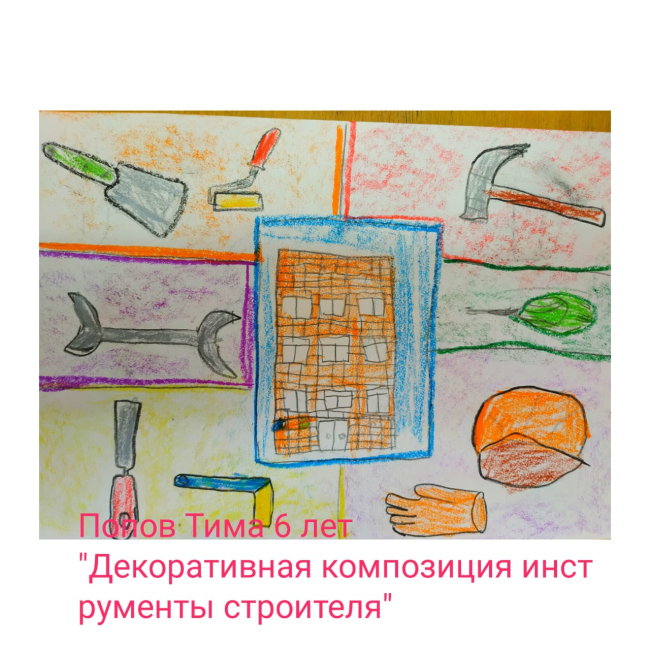 Попов Тима 6 лет
"Декоративная композиция инст
рументы строителя"